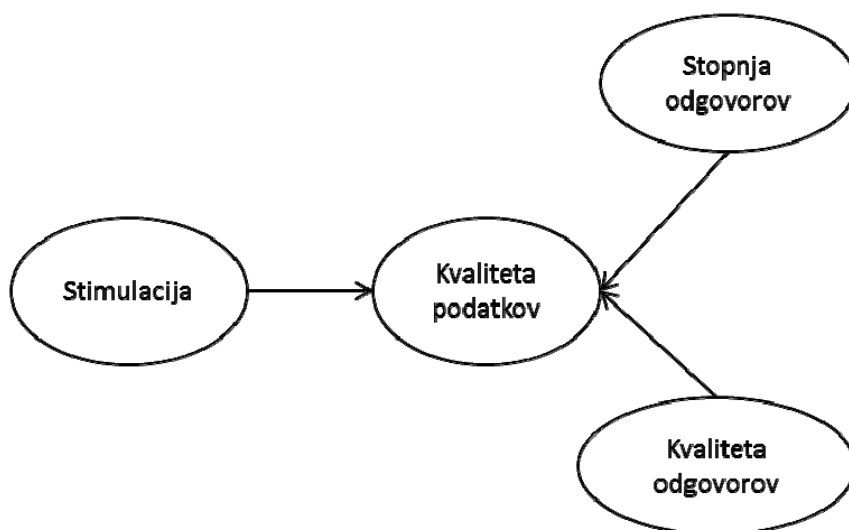 Stopnja
odgovorov
Stimulacija
Kvaliteta
podatkov
Kvaliteta
odgovorov